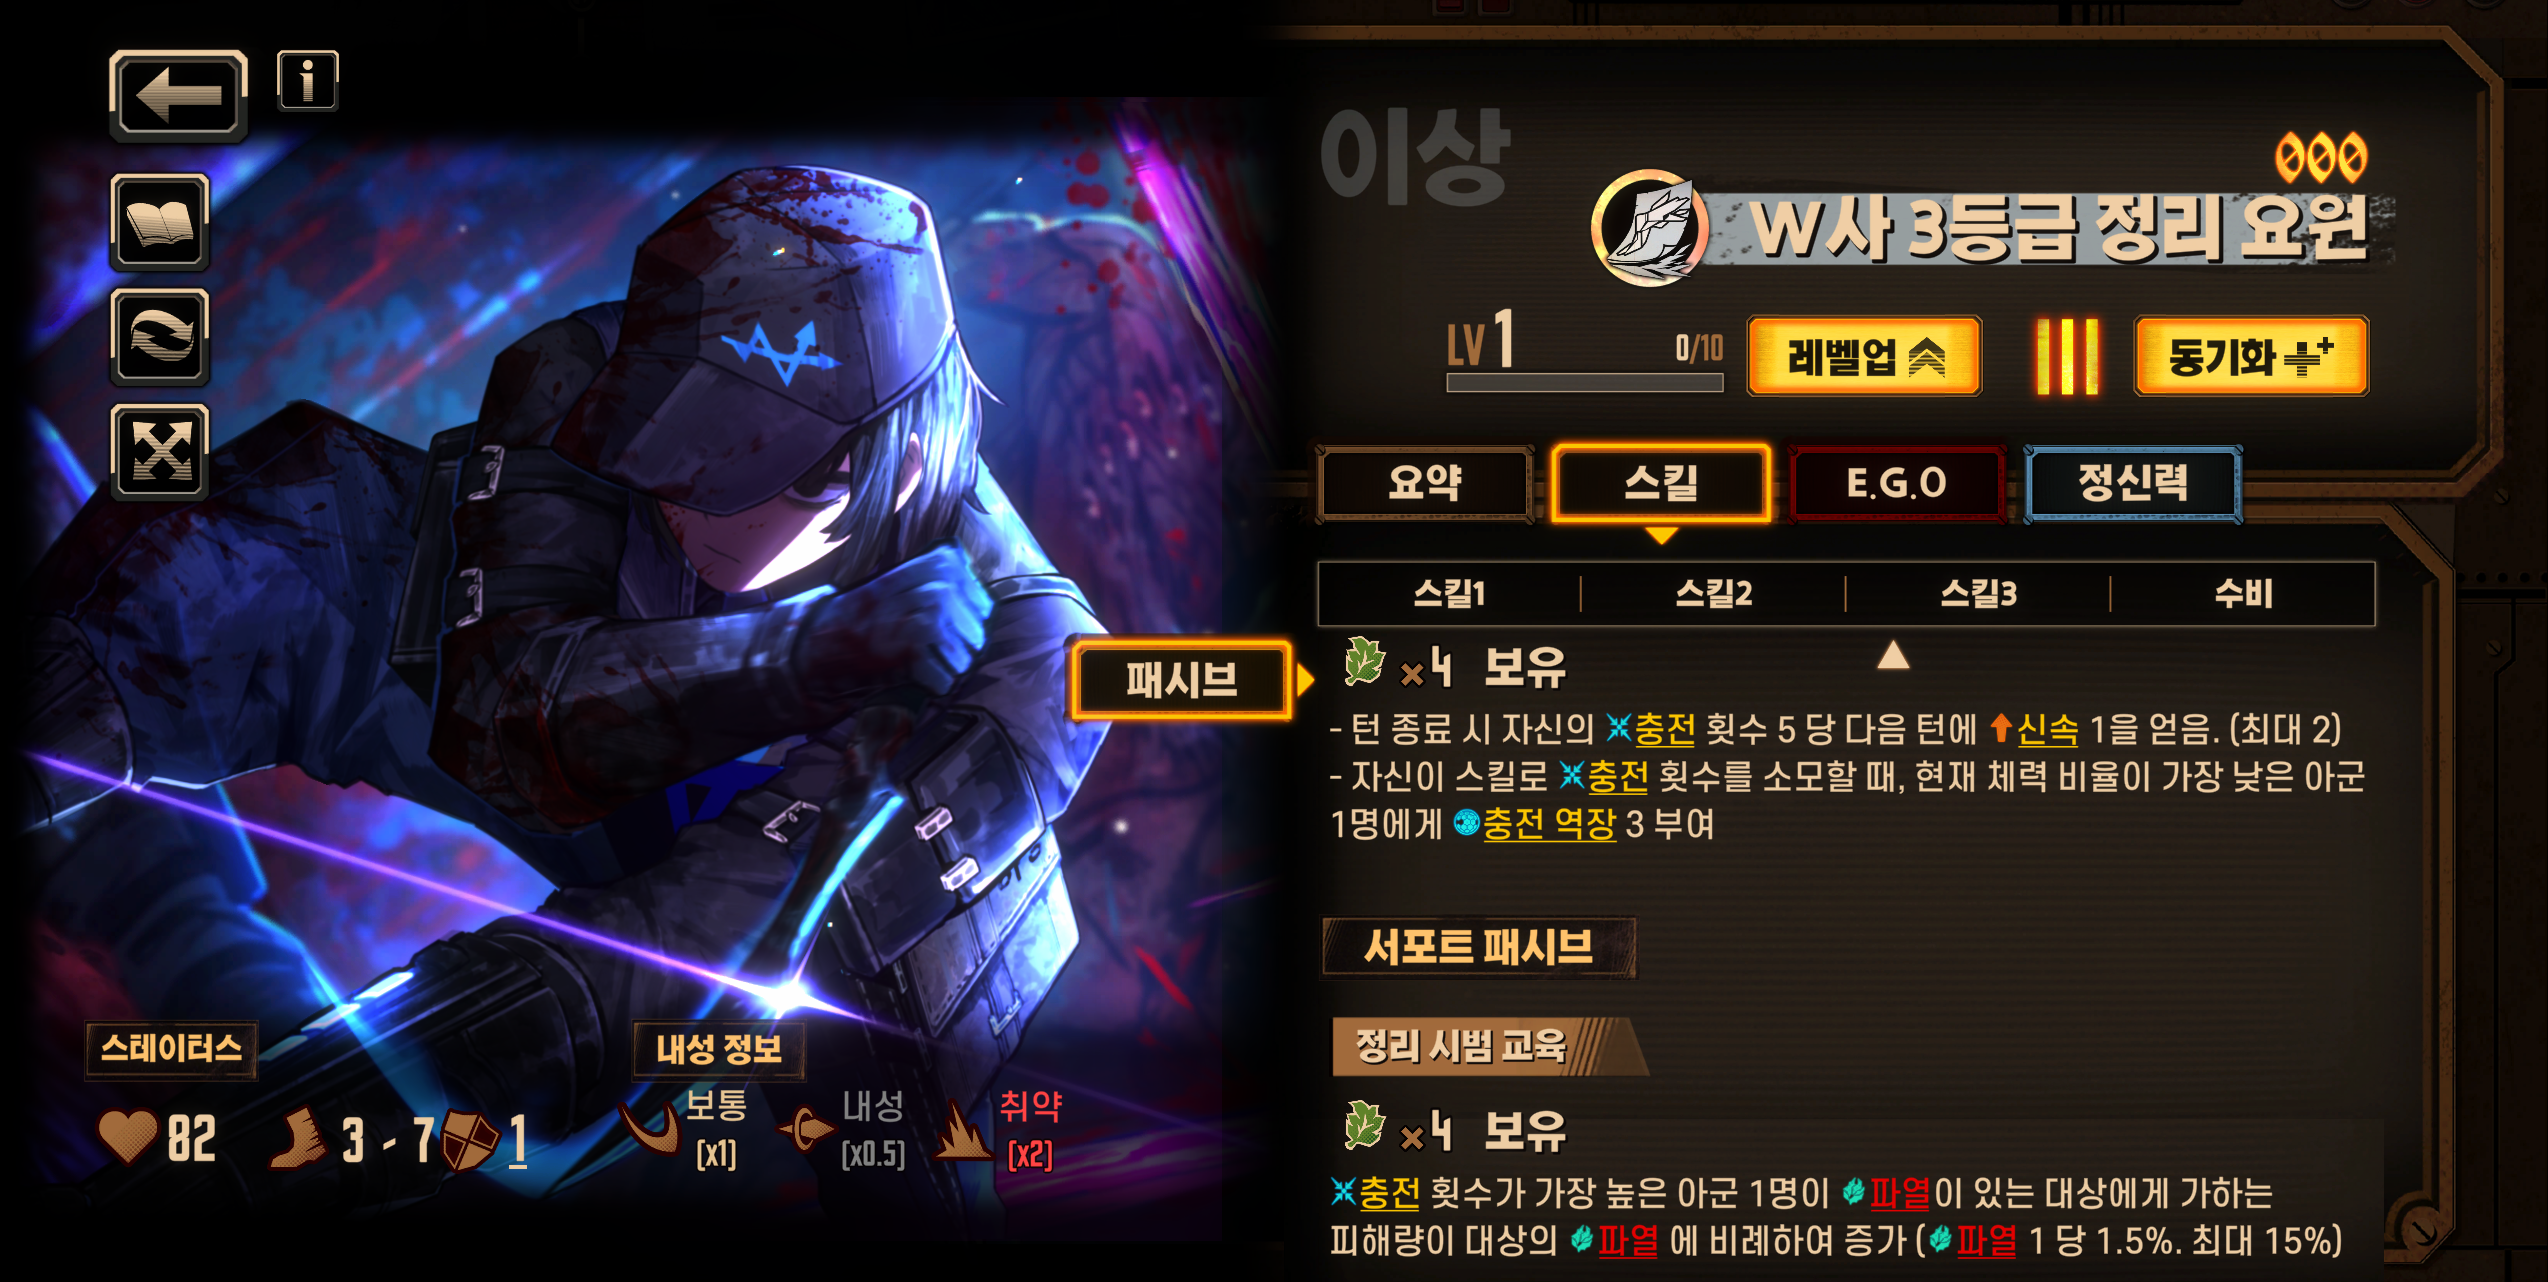 이상
000
W사 3등급 정리 요원
LV 1
0/10
레벨업
동기화
요약
스킬
E.G.O
정신력
스킬1
스킬2
스킬3
수비
패시브
×4 보유
- 턴 종료 시 자신의 충전 횟수 5 당 다음 턴에 신속 1을 얻음. (최대 2)
- 자신이 스킬로 충전 횟수를 소모할 때, 현재 체력 비율이 가장 낮은 아군
1명에게 충전 역장 3 부여
서포트 패시브
정리 시범 교육
×4 보유
충전 횟수가 가장 높은 아군 1명이 파열이 있는 대상에게 가하는
피해량이 대상의 파열 에 비례하여 증가 (파열 1 당 1.5%. 최대 15%)
스테이터스
82
3 - 7
1
내성 정보
보통
[x1]
내성
[x0.5]
취약
[x2]